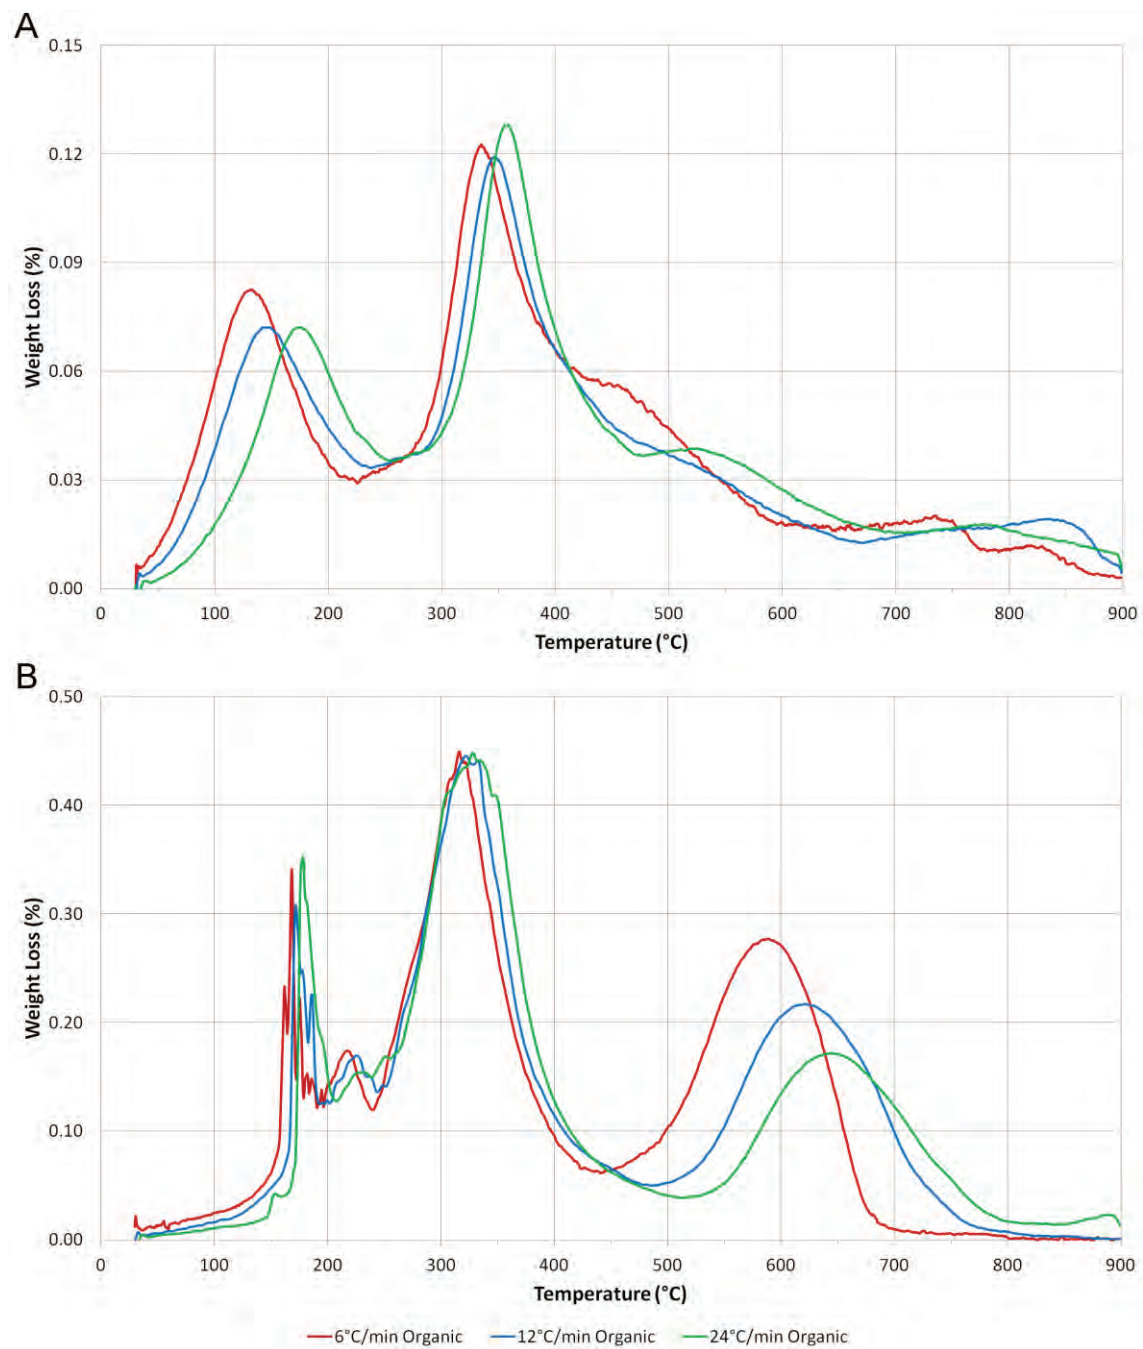 A
0.15
0.12
0.09
0.06
0.03
0.00
Weight Loss (%)
0 100 200 300 400 500 600 700 800 900
Temperature (°C)
B
0.50
0.40
0.30
0.20
0.10
0.00
Weight Loss (%)
0 100 200 300 400 500 600 700 800 900
Temperature (°C)
6°C/min Organic 12°C/min Organic 24°C/min Organic